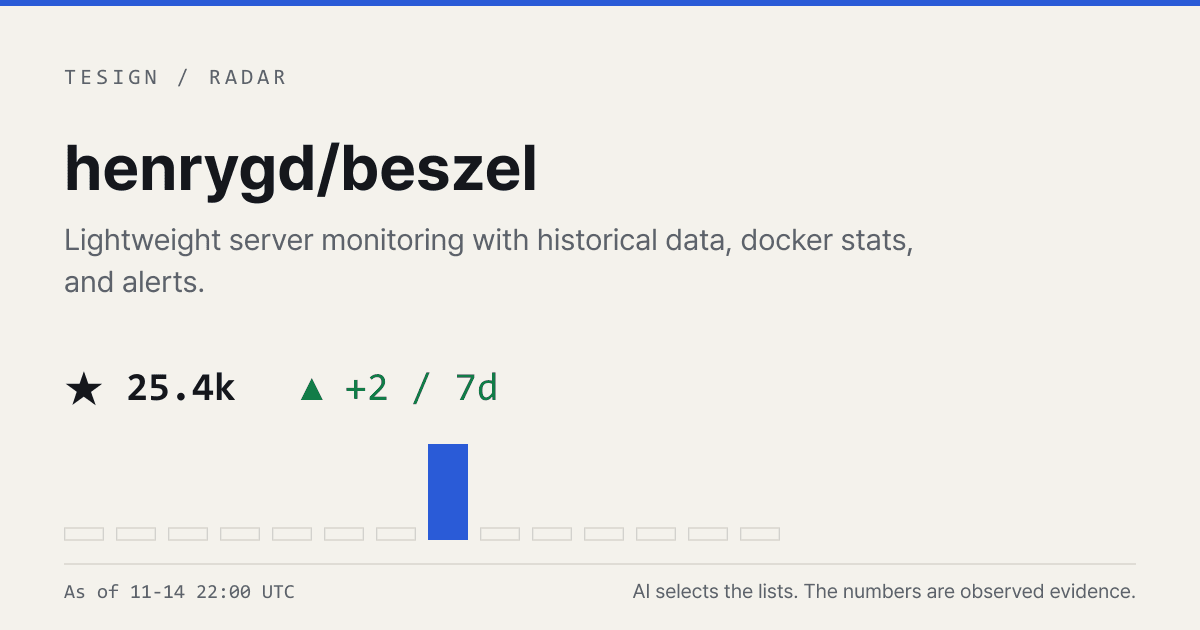 TESIGN / RADAR
henrygd/beszel
Lightweight server monitoring with historical data, docker stats,
and alerts.
★ 25.4k ▲ +2 / 7d
As of 11-14 22:00 UTC
AI selects the lists. The numbers are observed evidence.